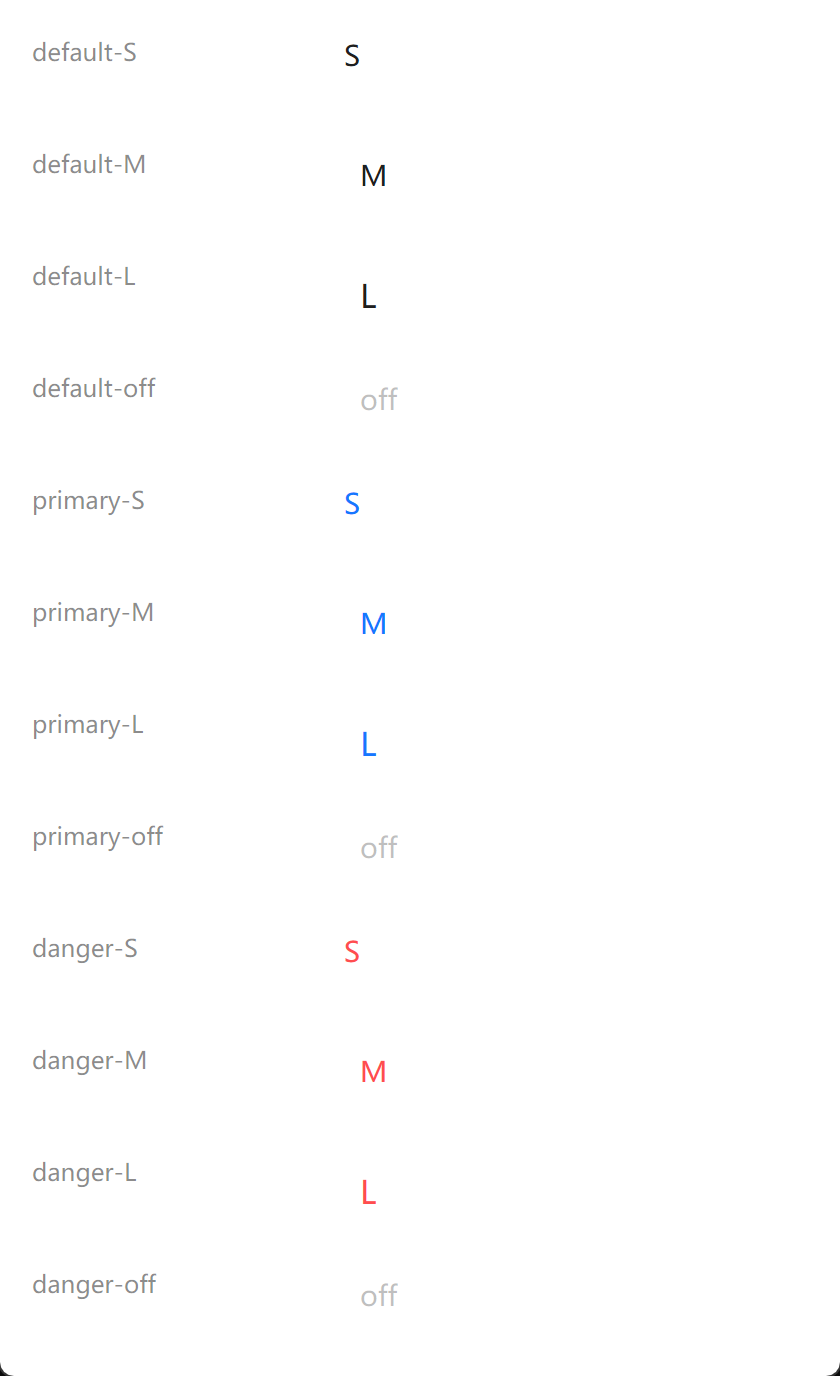 default-S S
default-M M
default-L L
default-off off
primary-S S
primary-M M
primary-L L
primary-off off
danger-S S
danger-M M
danger-L L
danger-off off